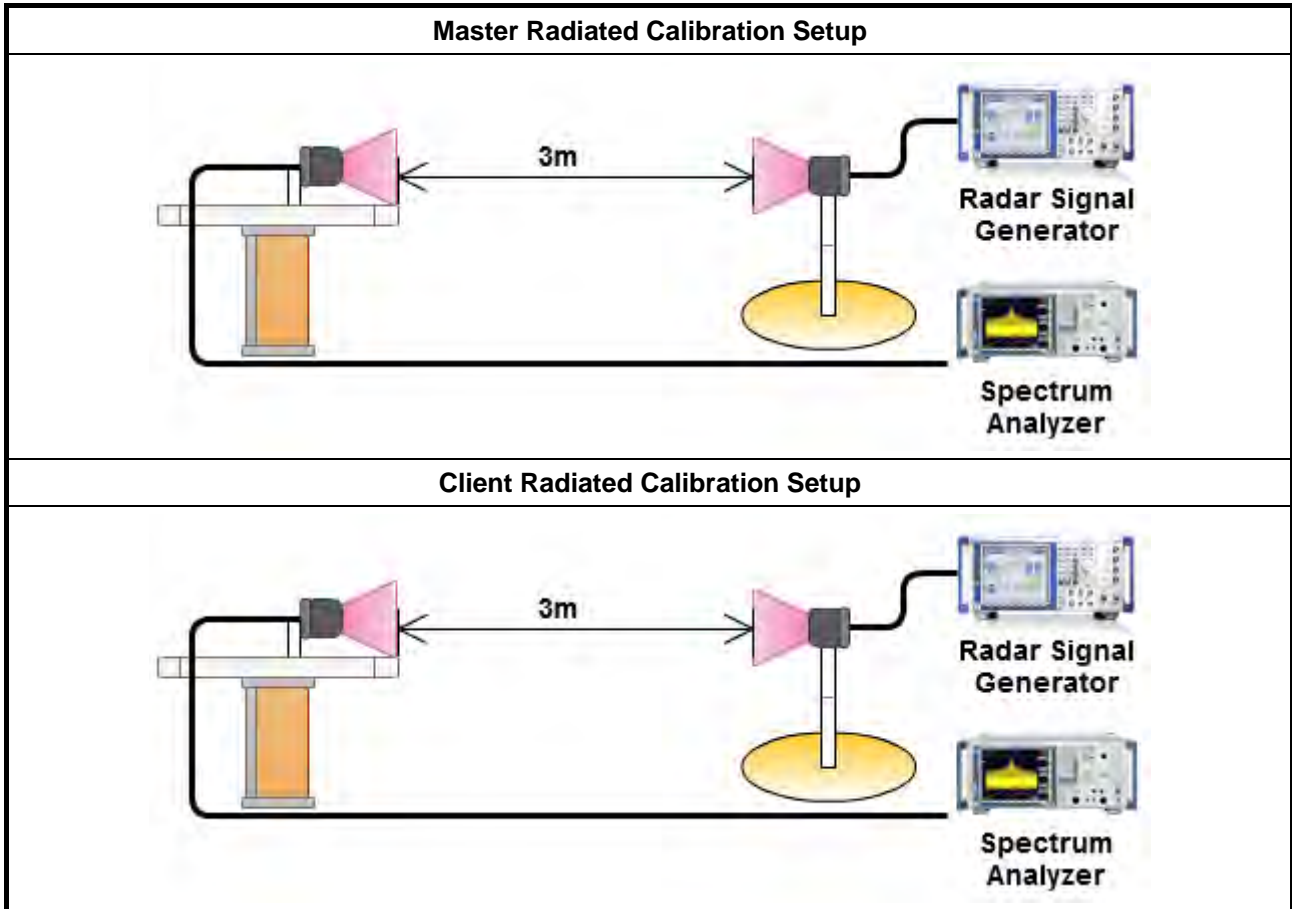 Master Radiated Calibration Setup
3m
Radar Signal
Generator
Spectrum
Analyzer
Client Radiated Calibration Setup
3m
Radar Signal
Generator
Spectrum
Analyzer